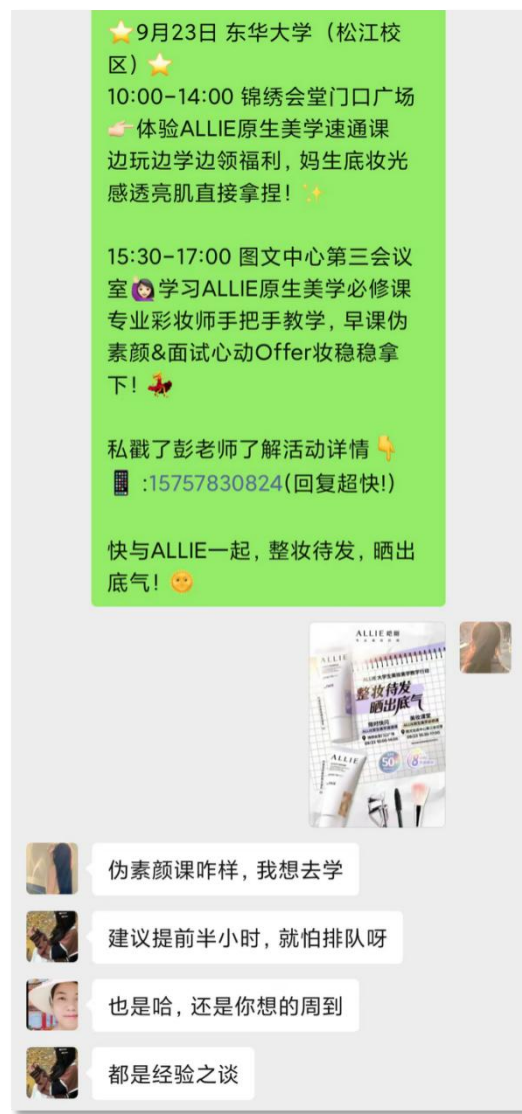 ⭐9月23日 东华大学（松江校
区）⭐
10:00-14:00 锦绣会堂门口广场
👉🏻体验ALLIE原生美学速通课
边玩边学边领福利，妈生底妆光
感透亮肌直接拿捏！✨
15:30-17:00 图文中心第三会议
室🙋🏻‍♀️学习ALLIE原生美学必修课
专业彩妆师手把手教学，早课伪
素颜&面试心动Offer妆稳稳拿
下！💃
私戳了彭老师了解活动详情👇
📱 :15757830824(回复超快!)
快与ALLIE一起，整妆待发，晒出
底气！🌝
ALLIE
ALLIE
整妆待发
晒出底气
50+
ALLIE
伪素颜课咋样，我想去学
建议提前半小时，就怕排队呀
也是哈，还是你想的周到
都是经验之谈